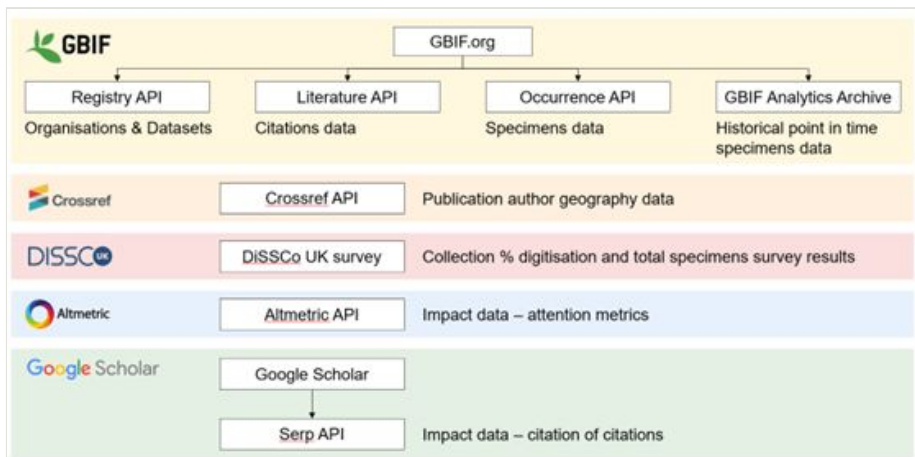 GBIF
GBIF.org
Registry API
Literature API
Occurrence API
GBIF Analytics Archive
Organisations & Datasets
Citations data
Specimens data
Historical point in time
specimens data
Crossref
Crossref API
Publication author geography data
DISSCO UK
DiSSCo UK survey
Collection % digitisation and total specimens survey results
Altmetric
Altmetric API
Impact data – attention metrics
Google Scholar
Google Scholar
Serp API
Impact data – citation of citations